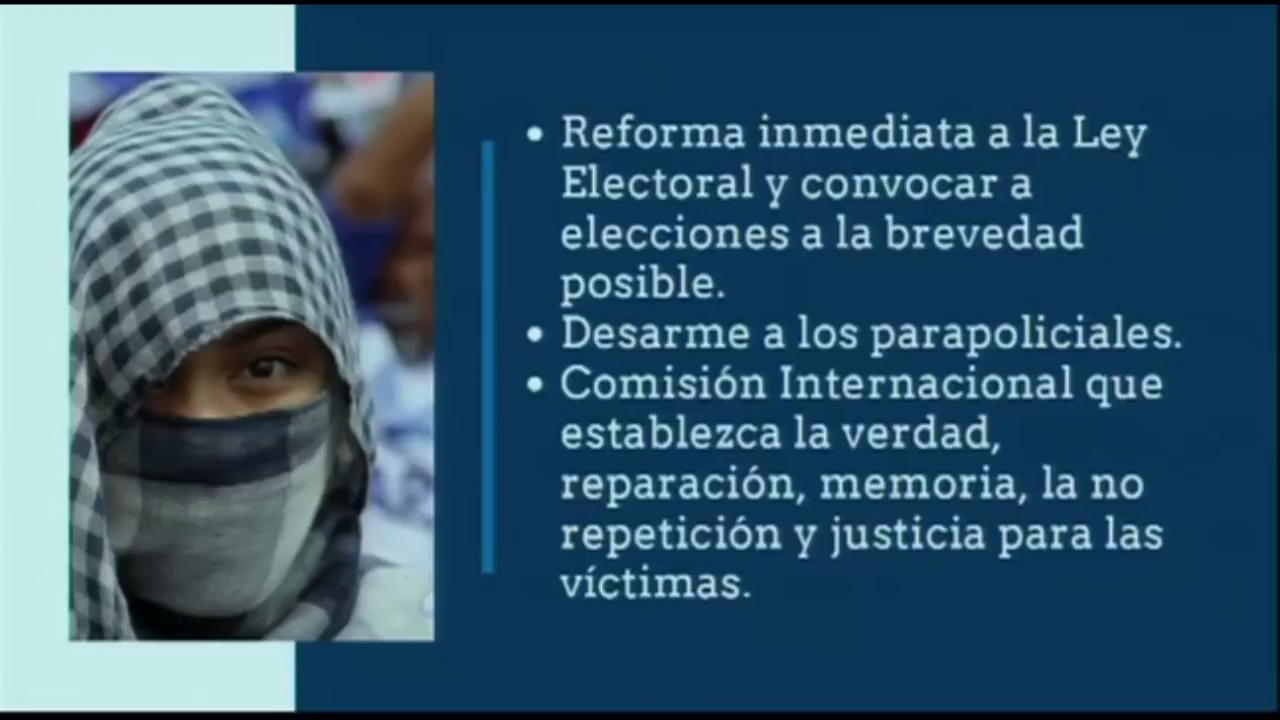 • Reforma inmediata a la Ley
Electoral y convocar a
elecciones a la brevedad
posible.
• Desarme a los parapoliciales.
• Comisión Internacional que
establezca la verdad,
reparación, memoria, la no
repetición y justicia para las
víctimas.